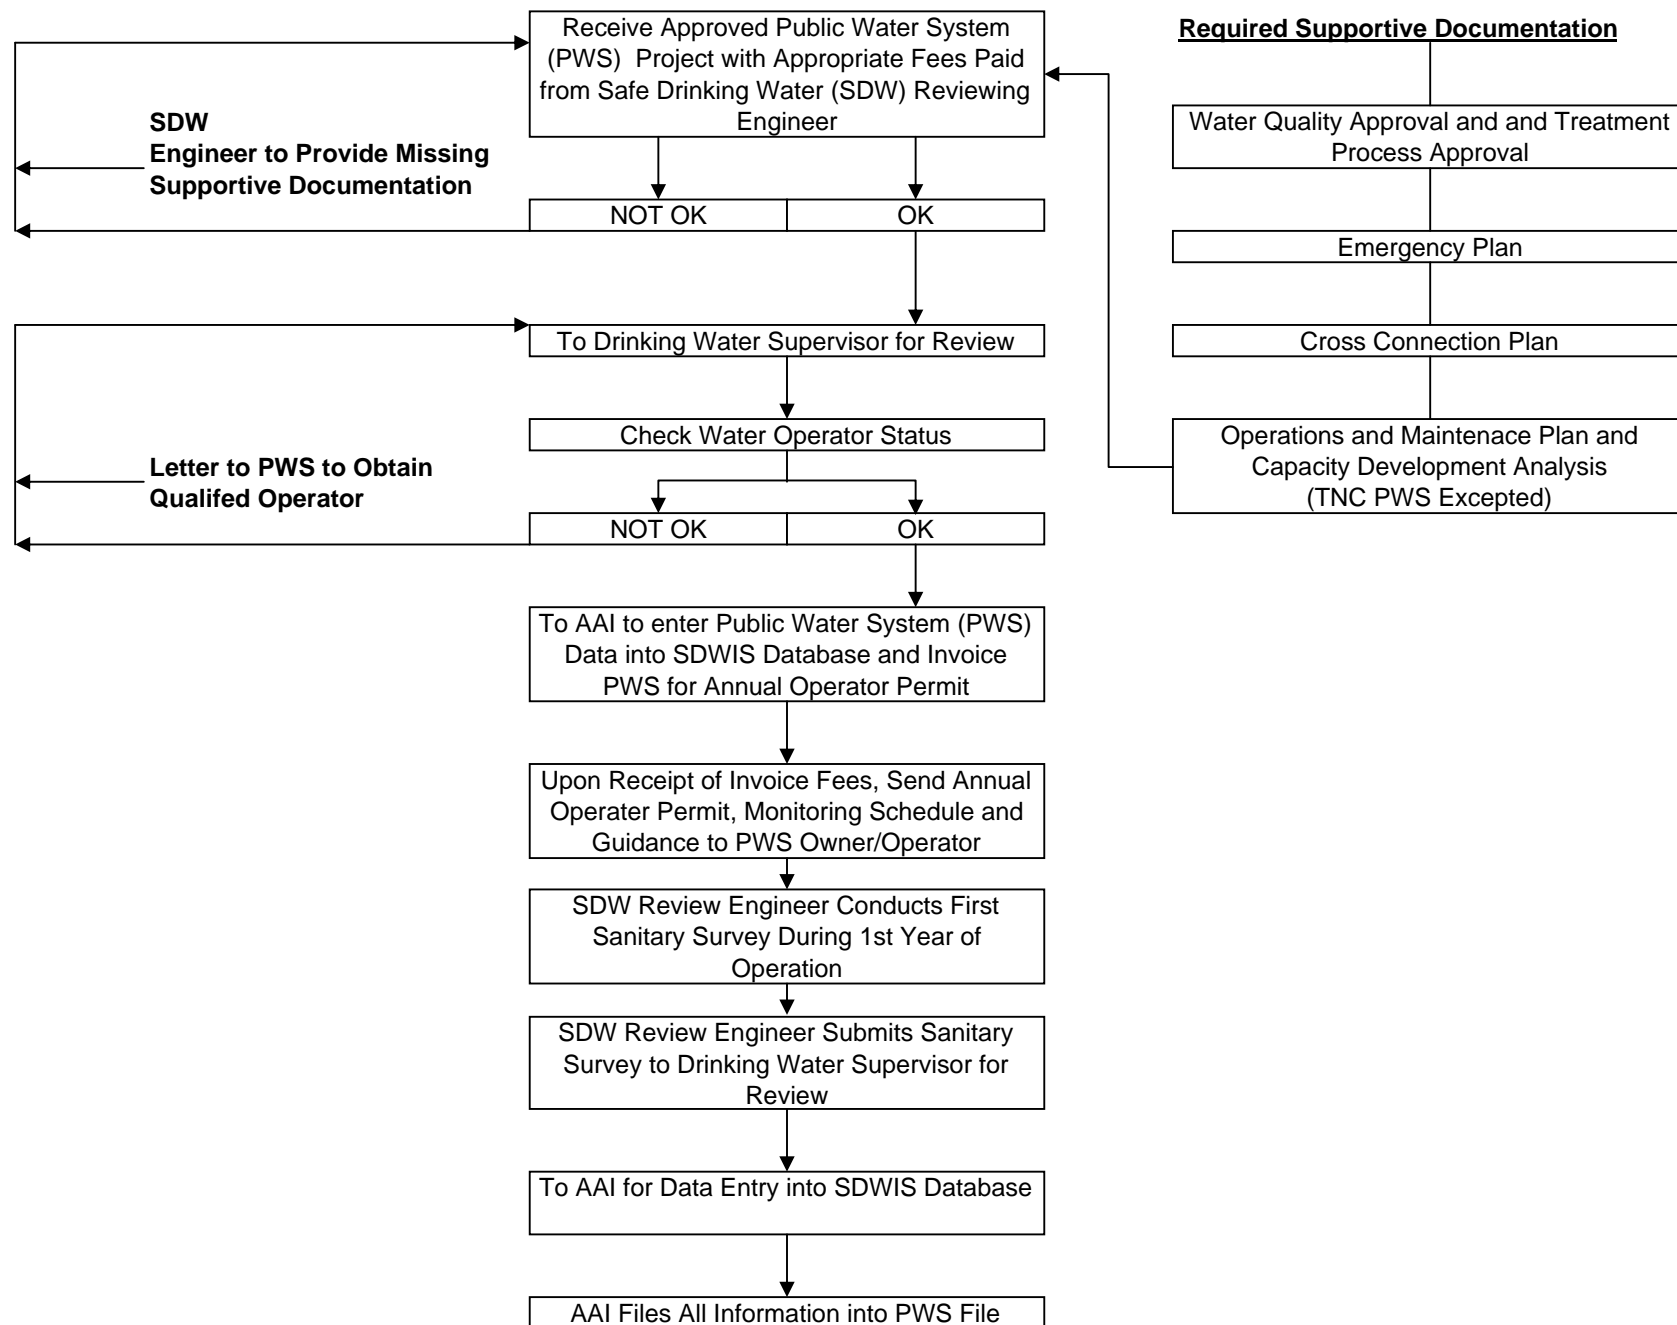 Receive Approved Public Water System
(PWS)  Project with Appropriate Fees Paid
from Safe Drinking Water (SDW) Reviewing
Engineer
Required Supportive Documentation
SDW
Engineer to Provide Missing
Supportive Documentation
Water Quality Approval and and Treatment
Process Approval
NOT OK
OK
Emergency Plan
To Drinking Water Supervisor for Review
Cross Connection Plan
Check Water Operator Status
Operations and Maintenace Plan and
Capacity Development Analysis
(TNC PWS Excepted)
Letter to PWS to Obtain
Qualifed Operator
NOT OK
OK
To AAI to enter Public Water System (PWS)
Data into SDWIS Database and Invoice
PWS for Annual Operator Permit
Upon Receipt of Invoice Fees, Send Annual
Operater Permit, Monitoring Schedule and
Guidance to PWS Owner/Operator
SDW Review Engineer Conducts First
Sanitary Survey During 1st Year of
Operation
SDW Review Engineer Submits Sanitary
Survey to Drinking Water Supervisor for
Review
To AAI for Data Entry into SDWIS Database
AAI Files All Information into PWS File